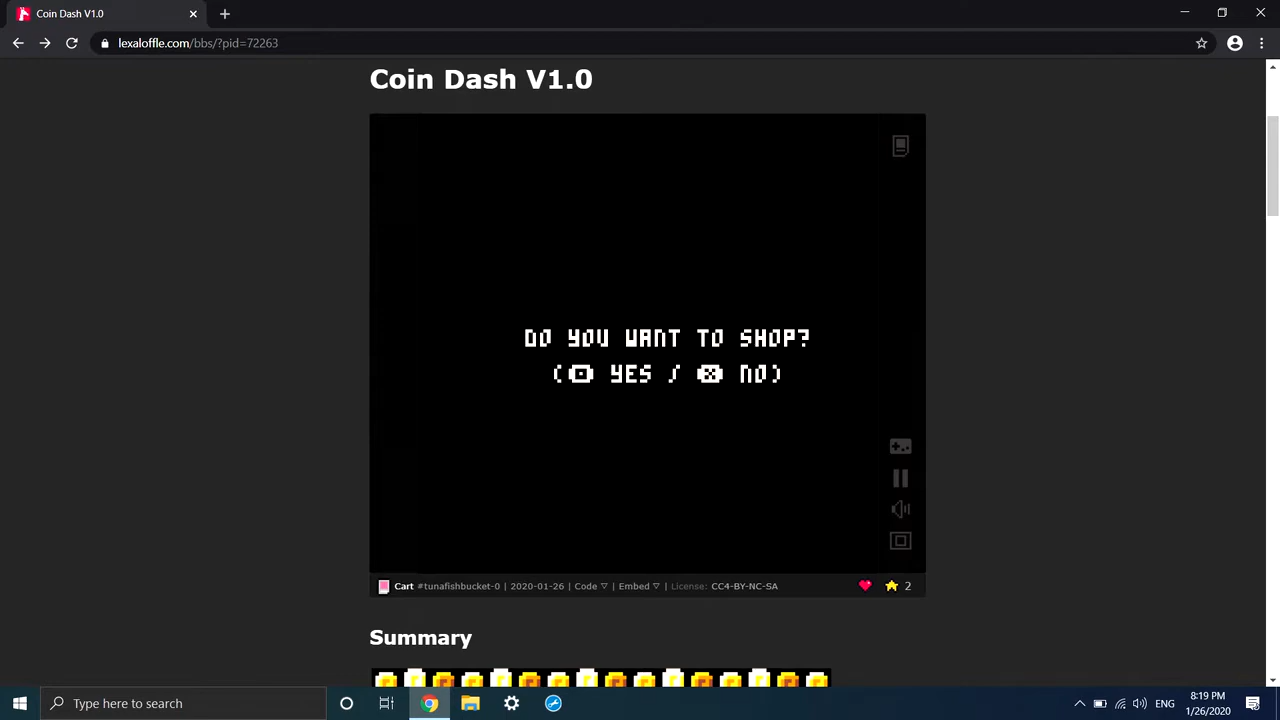 Coin Dash V1.0
lexaloffle.com/bbs/?pid=72263
Coin Dash V1.0
DO YOU WANT TO SHOP?
(🅾 YES / ❎ NO)
Cart #tunafishbucket-0 | 2020-01-26 | Code ▽ | Embed ▽ | License: CC4-BY-NC-SA
2
Summary
Type here to search
ENG
8:19 PM
1/26/2020